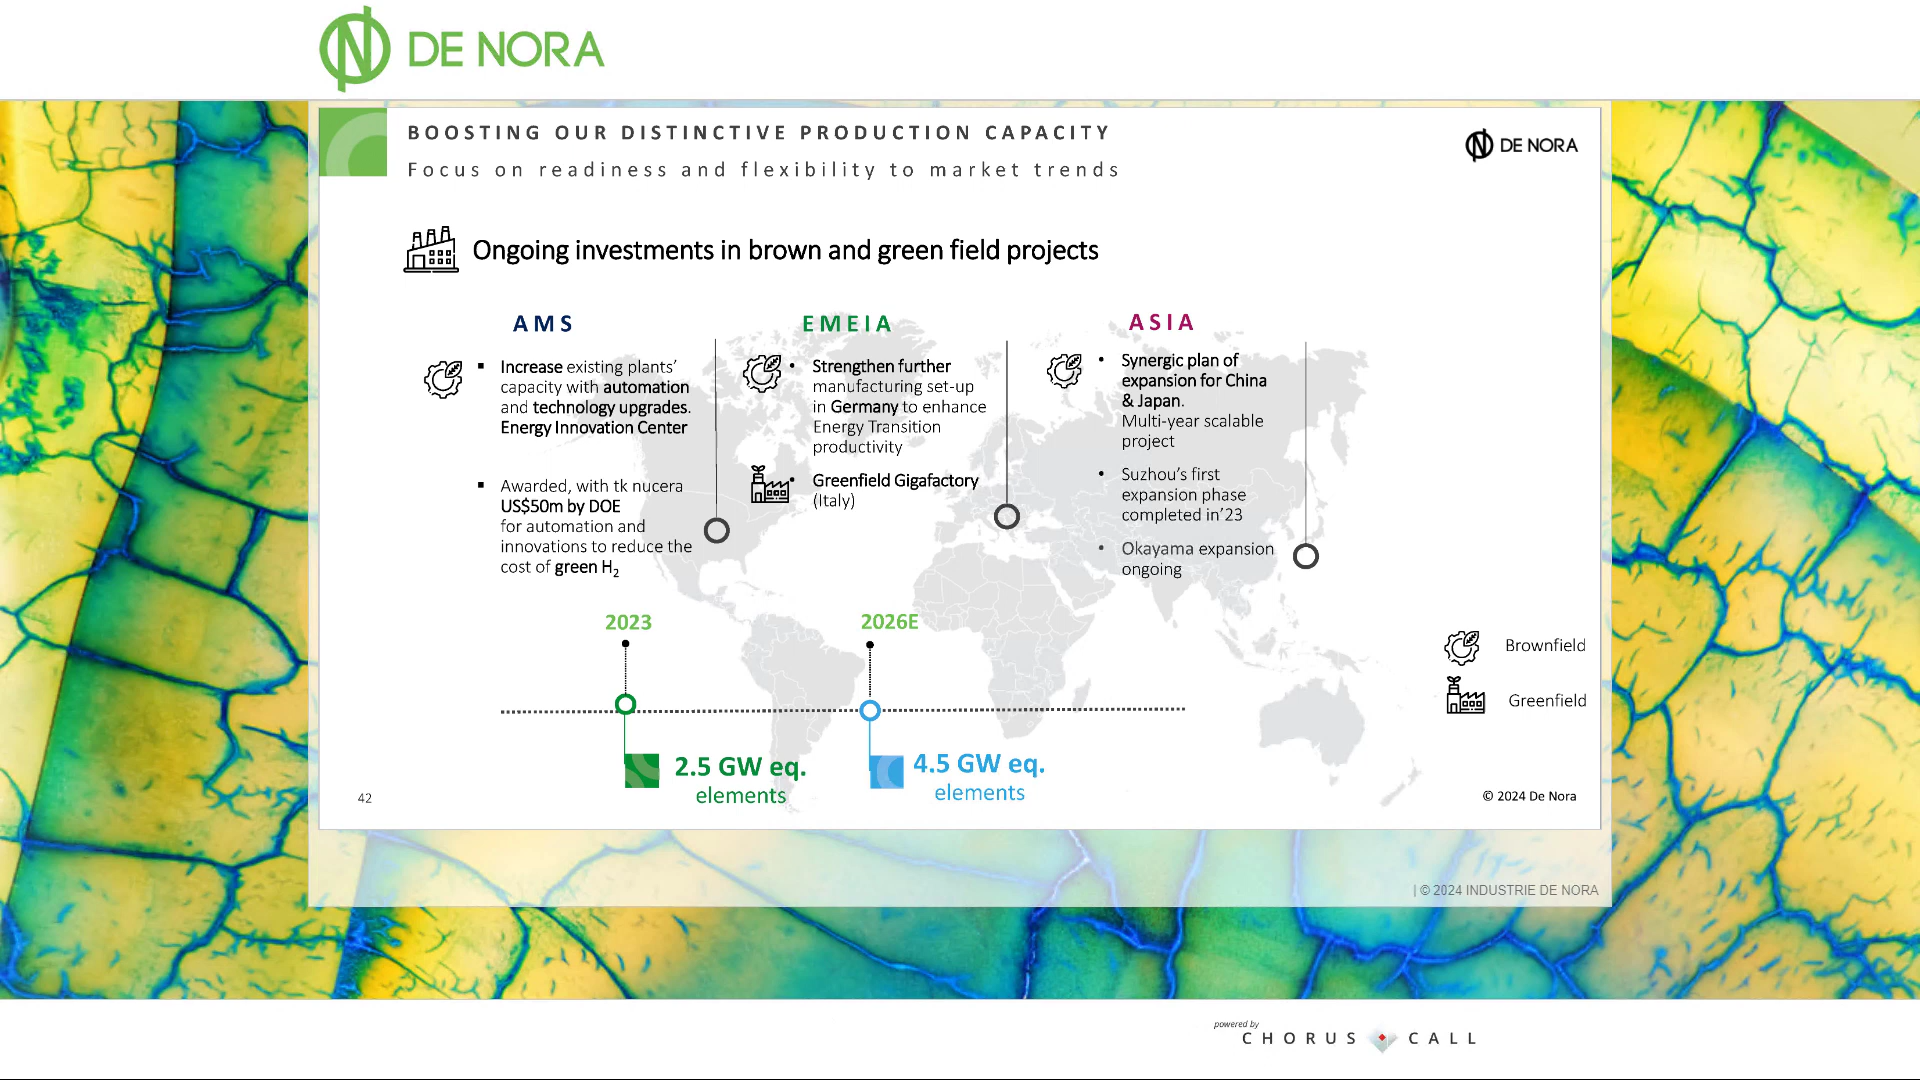 DE NORA
BOOSTING OUR DISTINCTIVE PRODUCTION CAPACITY
Focus on readiness and flexibility to market trends
DE NORA
Ongoing investments in brown and green field projects
AMS
▪ Increase existing plants’
capacity with automation
and technology upgrades.
Energy Innovation Center
▪ Awarded, with tk nucera
US$50m by DOE
for automation and
innovations to reduce the
cost of green H₂
EMEIA
• Strengthen further
manufacturing set-up
in Germany to enhance
Energy Transition
productivity
• Greenfield Gigafactory
(Italy)
ASIA
• Synergic plan of
expansion for China
& Japan.
Multi-year scalable
project
• Suzhou’s first
expansion phase
completed in’23
• Okayama expansion
ongoing
2023
2026E
2.5 GW eq.
elements
4.5 GW eq.
elements
Brownfield
Greenfield
42
© 2024 De Nora
| © 2024 INDUSTRIE DE NORA
powered by
CHORUS CALL